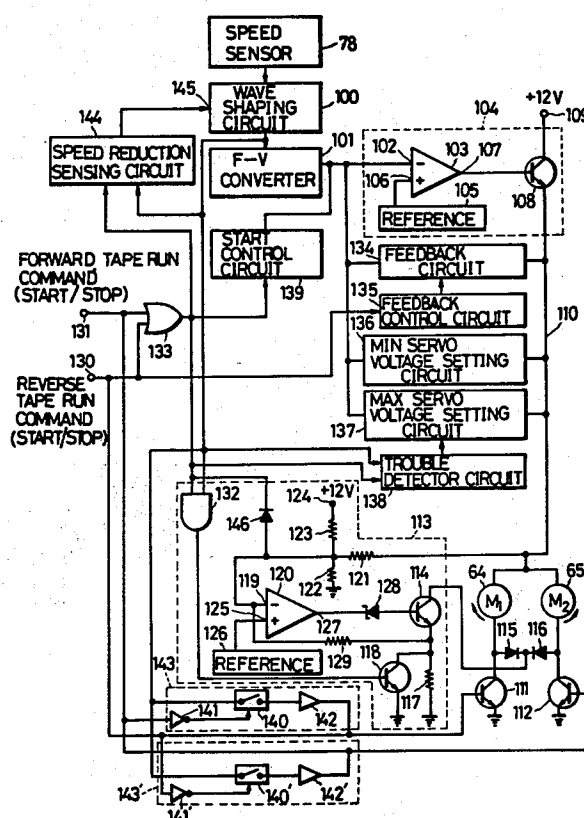 SPEED
SENSOR
78
145
WAVE
SHAPING
CIRCUIT
100
144
SPEED REDUCTION
SENSING CIRCUIT
F-V
CONVERTER
101
104
+12V
109
102
103
107
106
105
REFERENCE
108
START
CONTROL
CIRCUIT
139
134
FEEDBACK
CIRCUIT
135
FEEDBACK
CONTROL CIRCUIT
110
136
MIN SERVO
VOLTAGE SETTING
CIRCUIT
MAX SERVO
VOLTAGE SETTING
CIRCUIT
137
TROUBLE
DETECTOR CIRCUIT
138
FORWARD TAPE RUN
COMMAND
(START/STOP)
131
133
130
REVERSE
TAPE RUN
COMMAND
(START/STOP)
132
146
+12V
124
123
113
122
121
119
120
125
128
114
127
126
REFERENCE
129
118
117
64
M1
65
M2
115
116
111
112
143
141
140
142
143'
141'
140'
142'